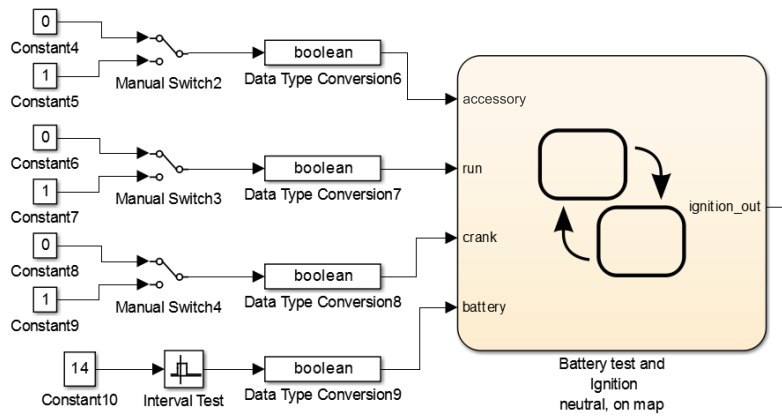 0
Constant4
1
Constant5
Manual Switch2
boolean
Data Type Conversion6
0
Constant6
1
Constant7
Manual Switch3
boolean
Data Type Conversion7
0
Constant8
1
Constant9
Manual Switch4
boolean
Data Type Conversion8
14
Constant10
Interval Test
boolean
Data Type Conversion9
accessory
run
crank
battery
ignition_out
Battery test and
Ignition
neutral, on map